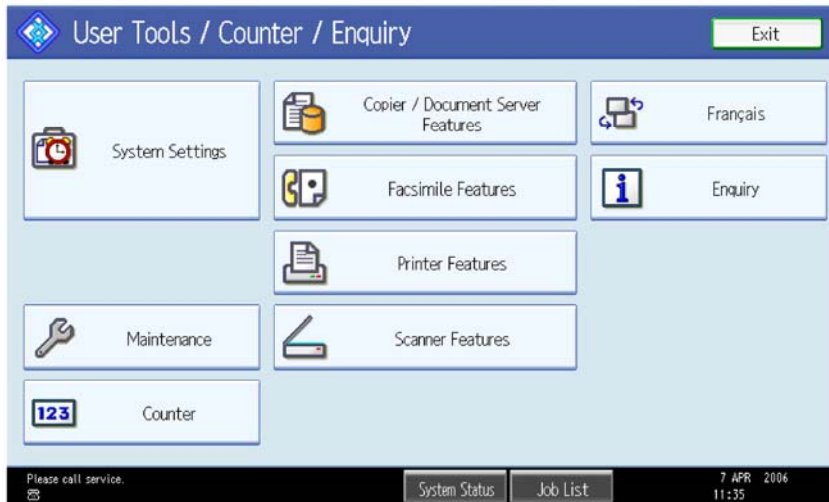 User Tools / Counter / Enquiry
Exit
System Settings
Copier / Document Server
Features
Français
Facsimile Features
Enquiry
Printer Features
Maintenance
Scanner Features
123
Counter
Please call service.
System Status
Job List
7 APR 2006
11:35